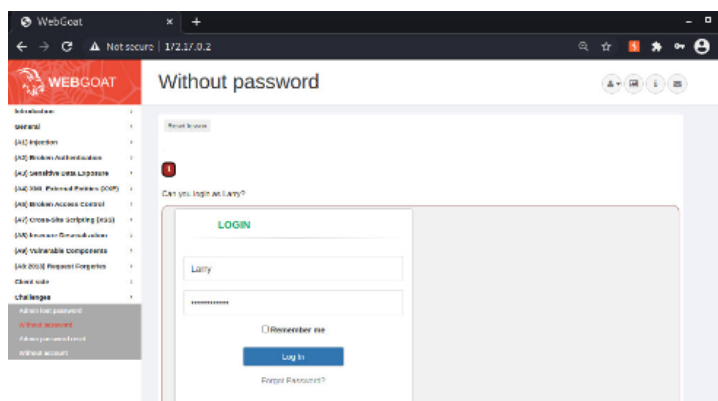 WebGoat
Not secure | 172.17.0.2
WEBGOAT
Without password
Introduction
General
(A1) Injection
(A2) Broken Authentication
(A3) Sensitive Data Exposure
(A4) XML External Entities (XXE)
(A5) Broken Access Control
(A7) Cross-Site Scripting (XSS)
(A8) Insecure Deserialization
(A9) Vulnerable Components
(A8:2013) Request Forgeries
Client side
Challenges
Admin lost password
Without password
Admin password reset
Without account
Reset lesson
1
Can you login as Larry?
LOGIN
Larry
Remember me
Log In
Forgot Password?